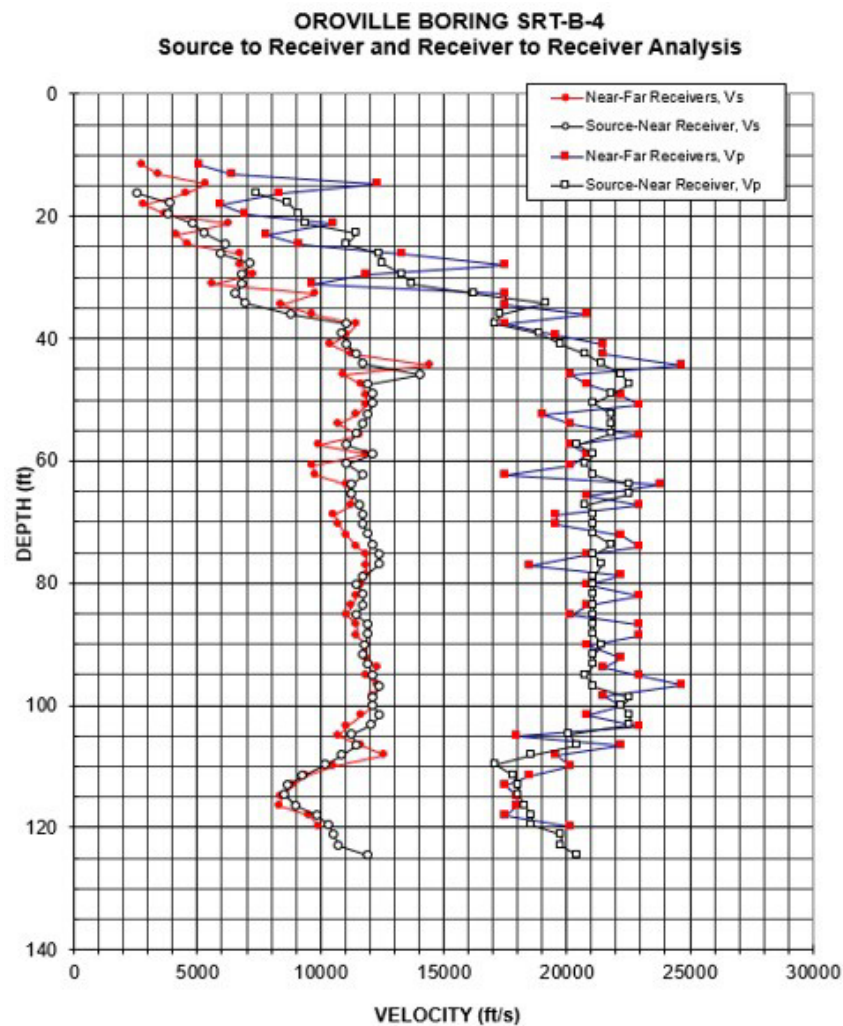 OROVILLE BORING SRT-B-4
Source to Receiver and Receiver to Receiver Analysis
Near-Far Receivers, Vs
Source-Near Receiver, Vs
Near-Far Receivers, Vp
Source-Near Receiver, Vp
0
20
40
60
80
100
120
140
DEPTH (ft)
0 5000 10000 15000 20000 25000 30000
VELOCITY (ft/s)